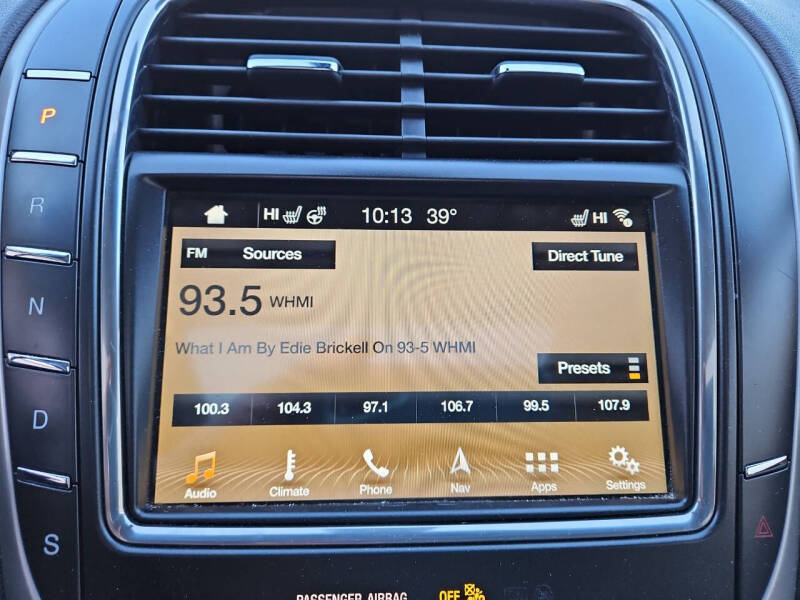 P
R
N
D
S
HI 10:13 39° HI
FM Sources Direct Tune
93.5 WHMI
What I Am By Edie Brickell On 93-5 WHMI
Presets
100.3 104.3 97.1 106.7 99.5 107.9
Audio Climate Phone Nav Apps Settings
PASSENGER AIRBAG OFF